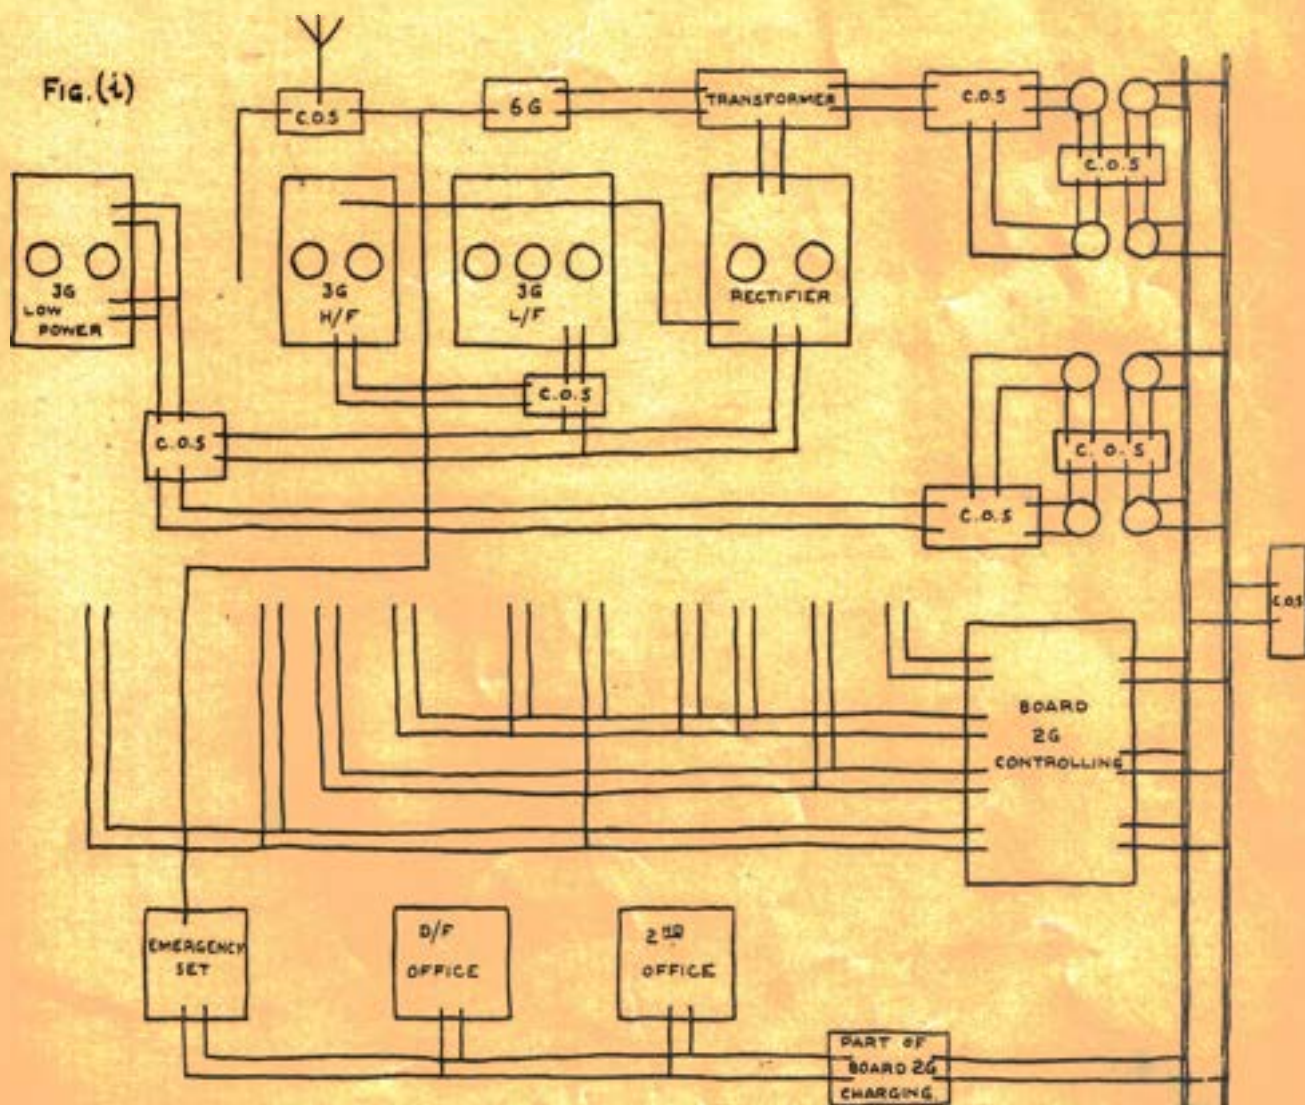 FIG.(i)
C.O.S
6G
TRANSFORMER
C.O.S
C.O.S
3G
LOW
POWER
3G
H/F
3G
L/F
RECTIFIER
C.O.S
C.O.S
C.O.S
C.O.S
C.O.S
BOARD
2G
CONTROLLING
EMERGENCY
SET
D/F
OFFICE
2ND
OFFICE
PART OF
BOARD 2G
CHARGING.